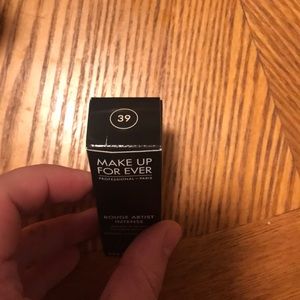 39
MAKE UP
FOR EVER
PROFESSIONAL — PARIS
ROUGE ARTIST
INTENSE